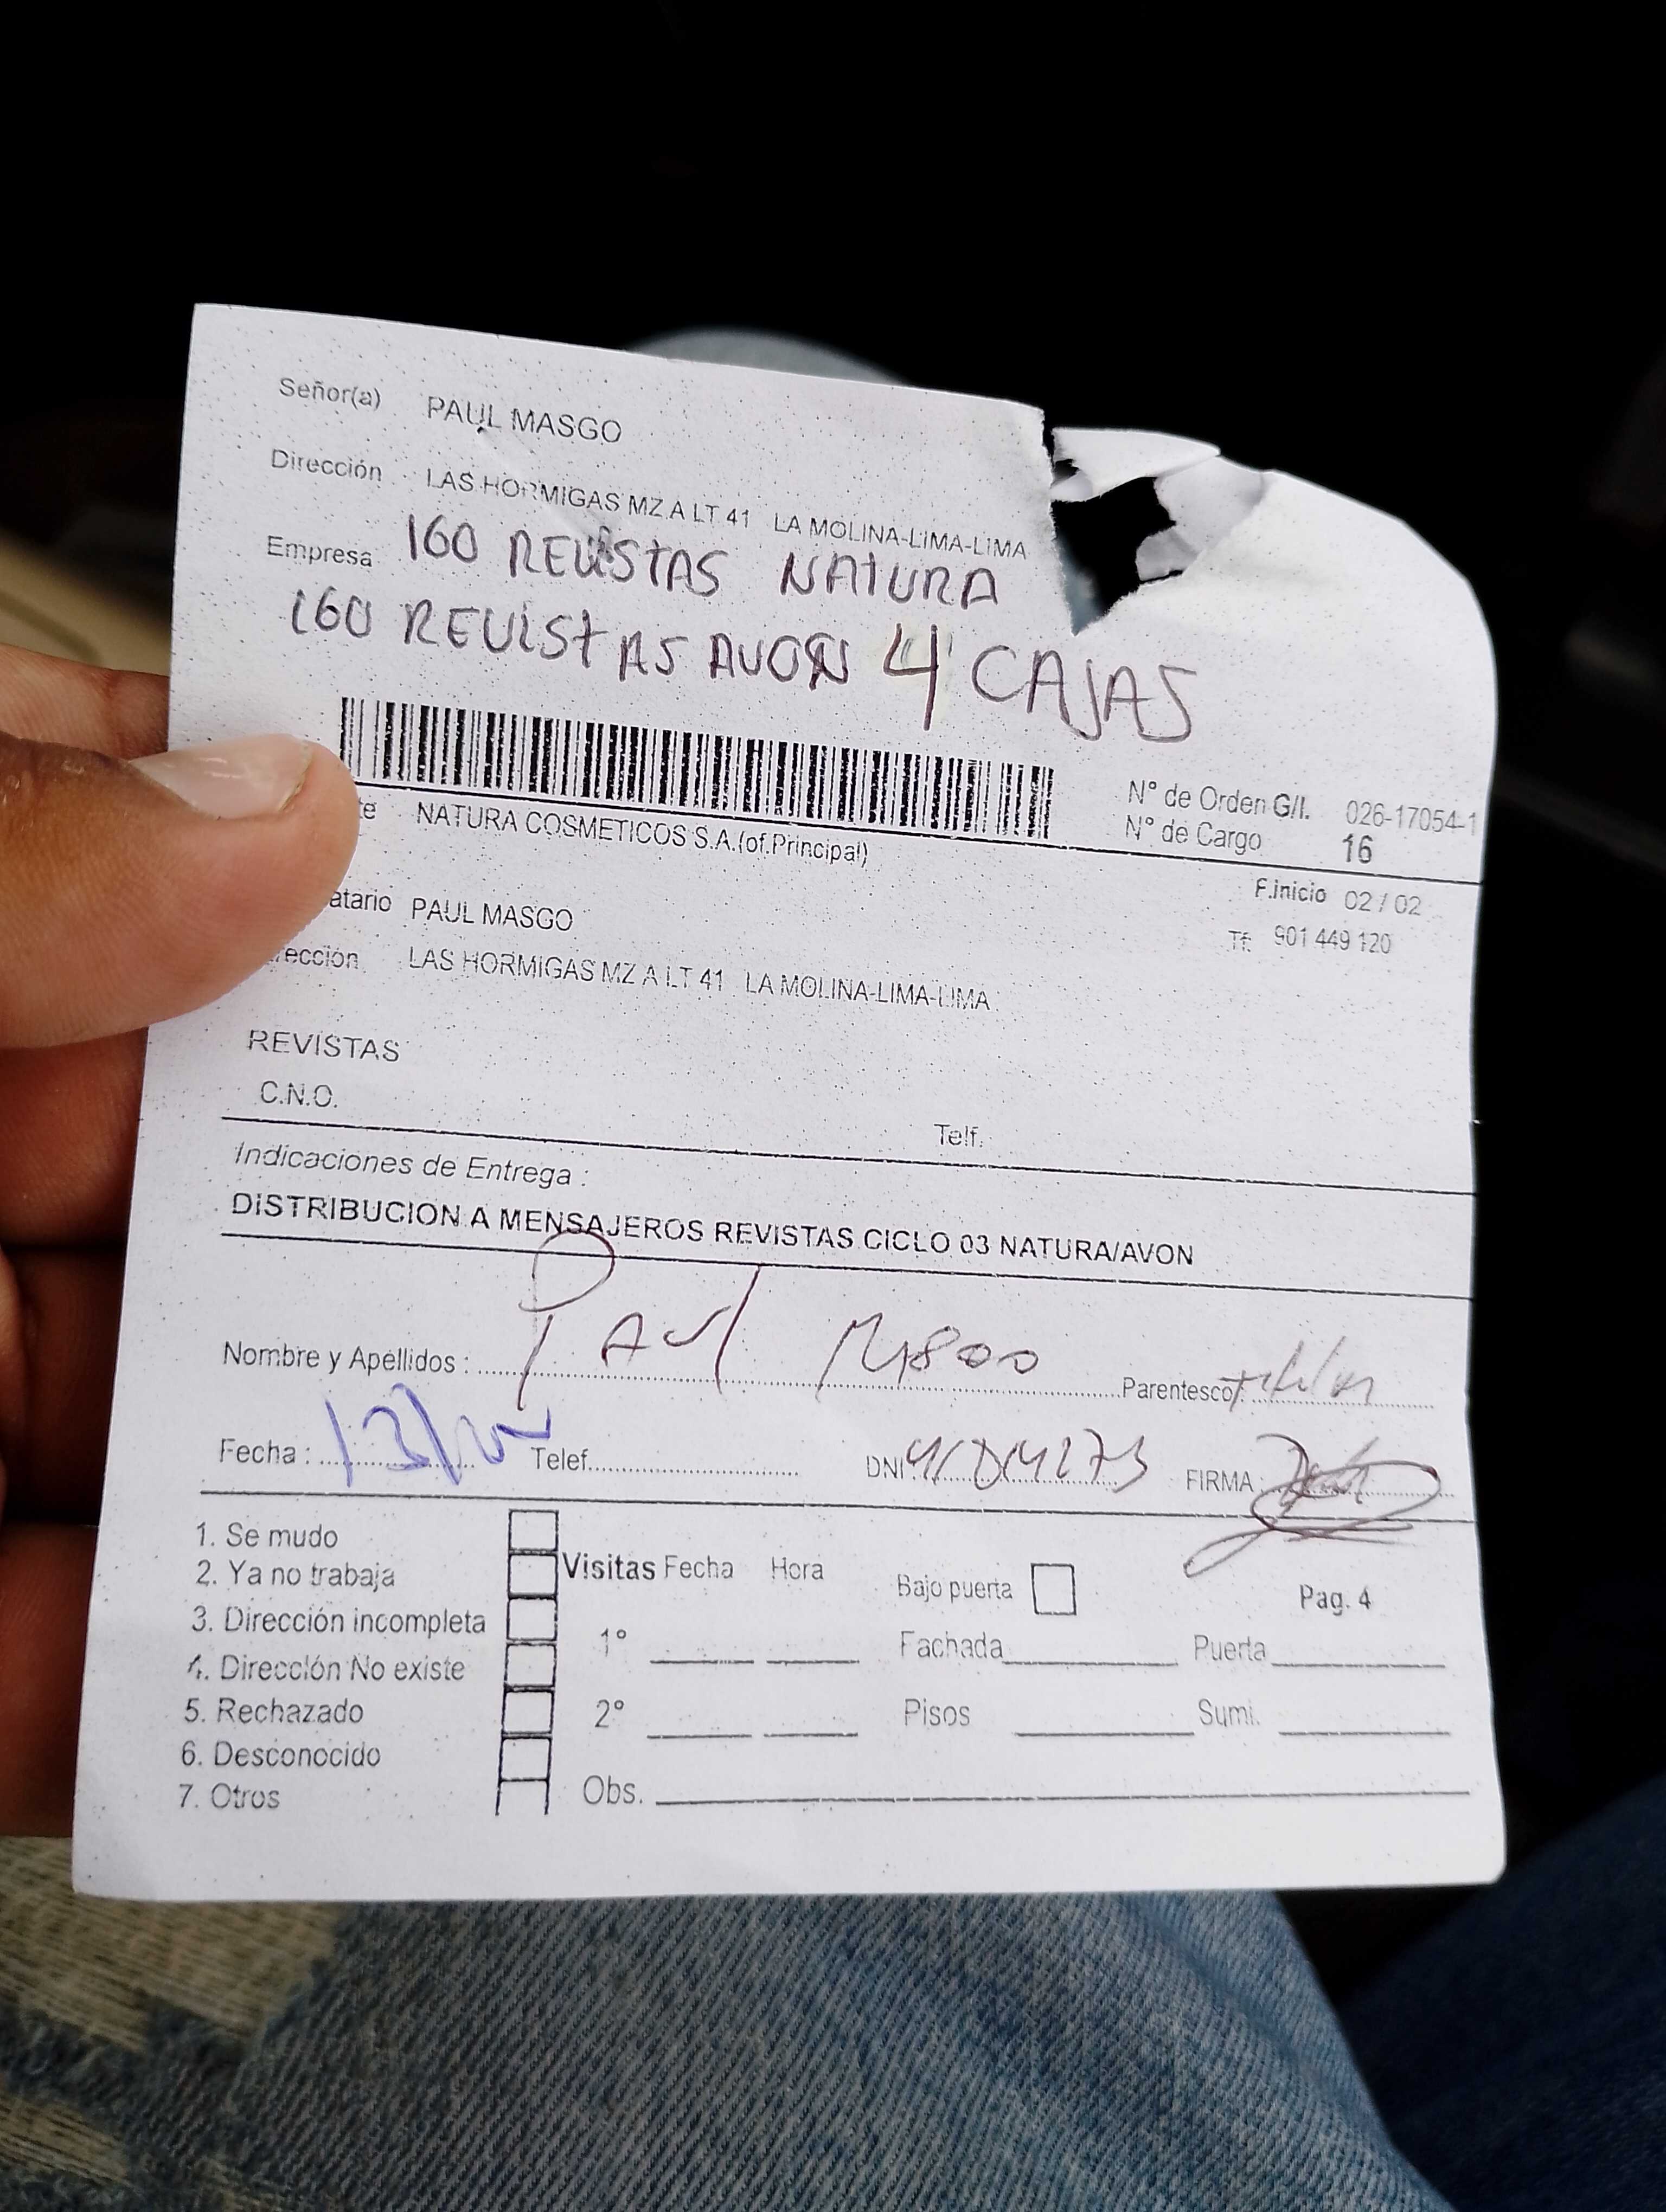 Señor(a) PAUL MASGO
Dirección LAS HORMIGAS MZ A LT 41 LA MOLINA-LIMA-LIMA
Empresa 160 REVISTAS NATURA
160 REVISTAS AVON 4 CAJAS
N° de Orden G/I. 026-17054-1
N° de Cargo 16
te NATURA COSMETICOS S.A.(of.Principal)
F.inicio 02 / 02
atario PAUL MASGO
Tf: 901 449 120
rección LAS HORMIGAS MZ A LT 41 LA MOLINA-LIMA-LIMA
REVISTAS
C.N.O.
Telf.
Indicaciones de Entrega :
DISTRIBUCION A MENSAJEROS REVISTAS CICLO 03 NATURA/AVON
Nombre y Apellidos : Paul Parentesco
Fecha : Telef. DNI FIRMA :
1. Se mudo
2. Ya no trabaja
3. Dirección incompleta
4. Dirección No existe
5. Rechazado
6. Desconocido
7. Otros
Visitas Fecha Hora
1°
2°
Obs.
Bajo puerta
Pag. 4
Fachada Puerta
Pisos Sumi.